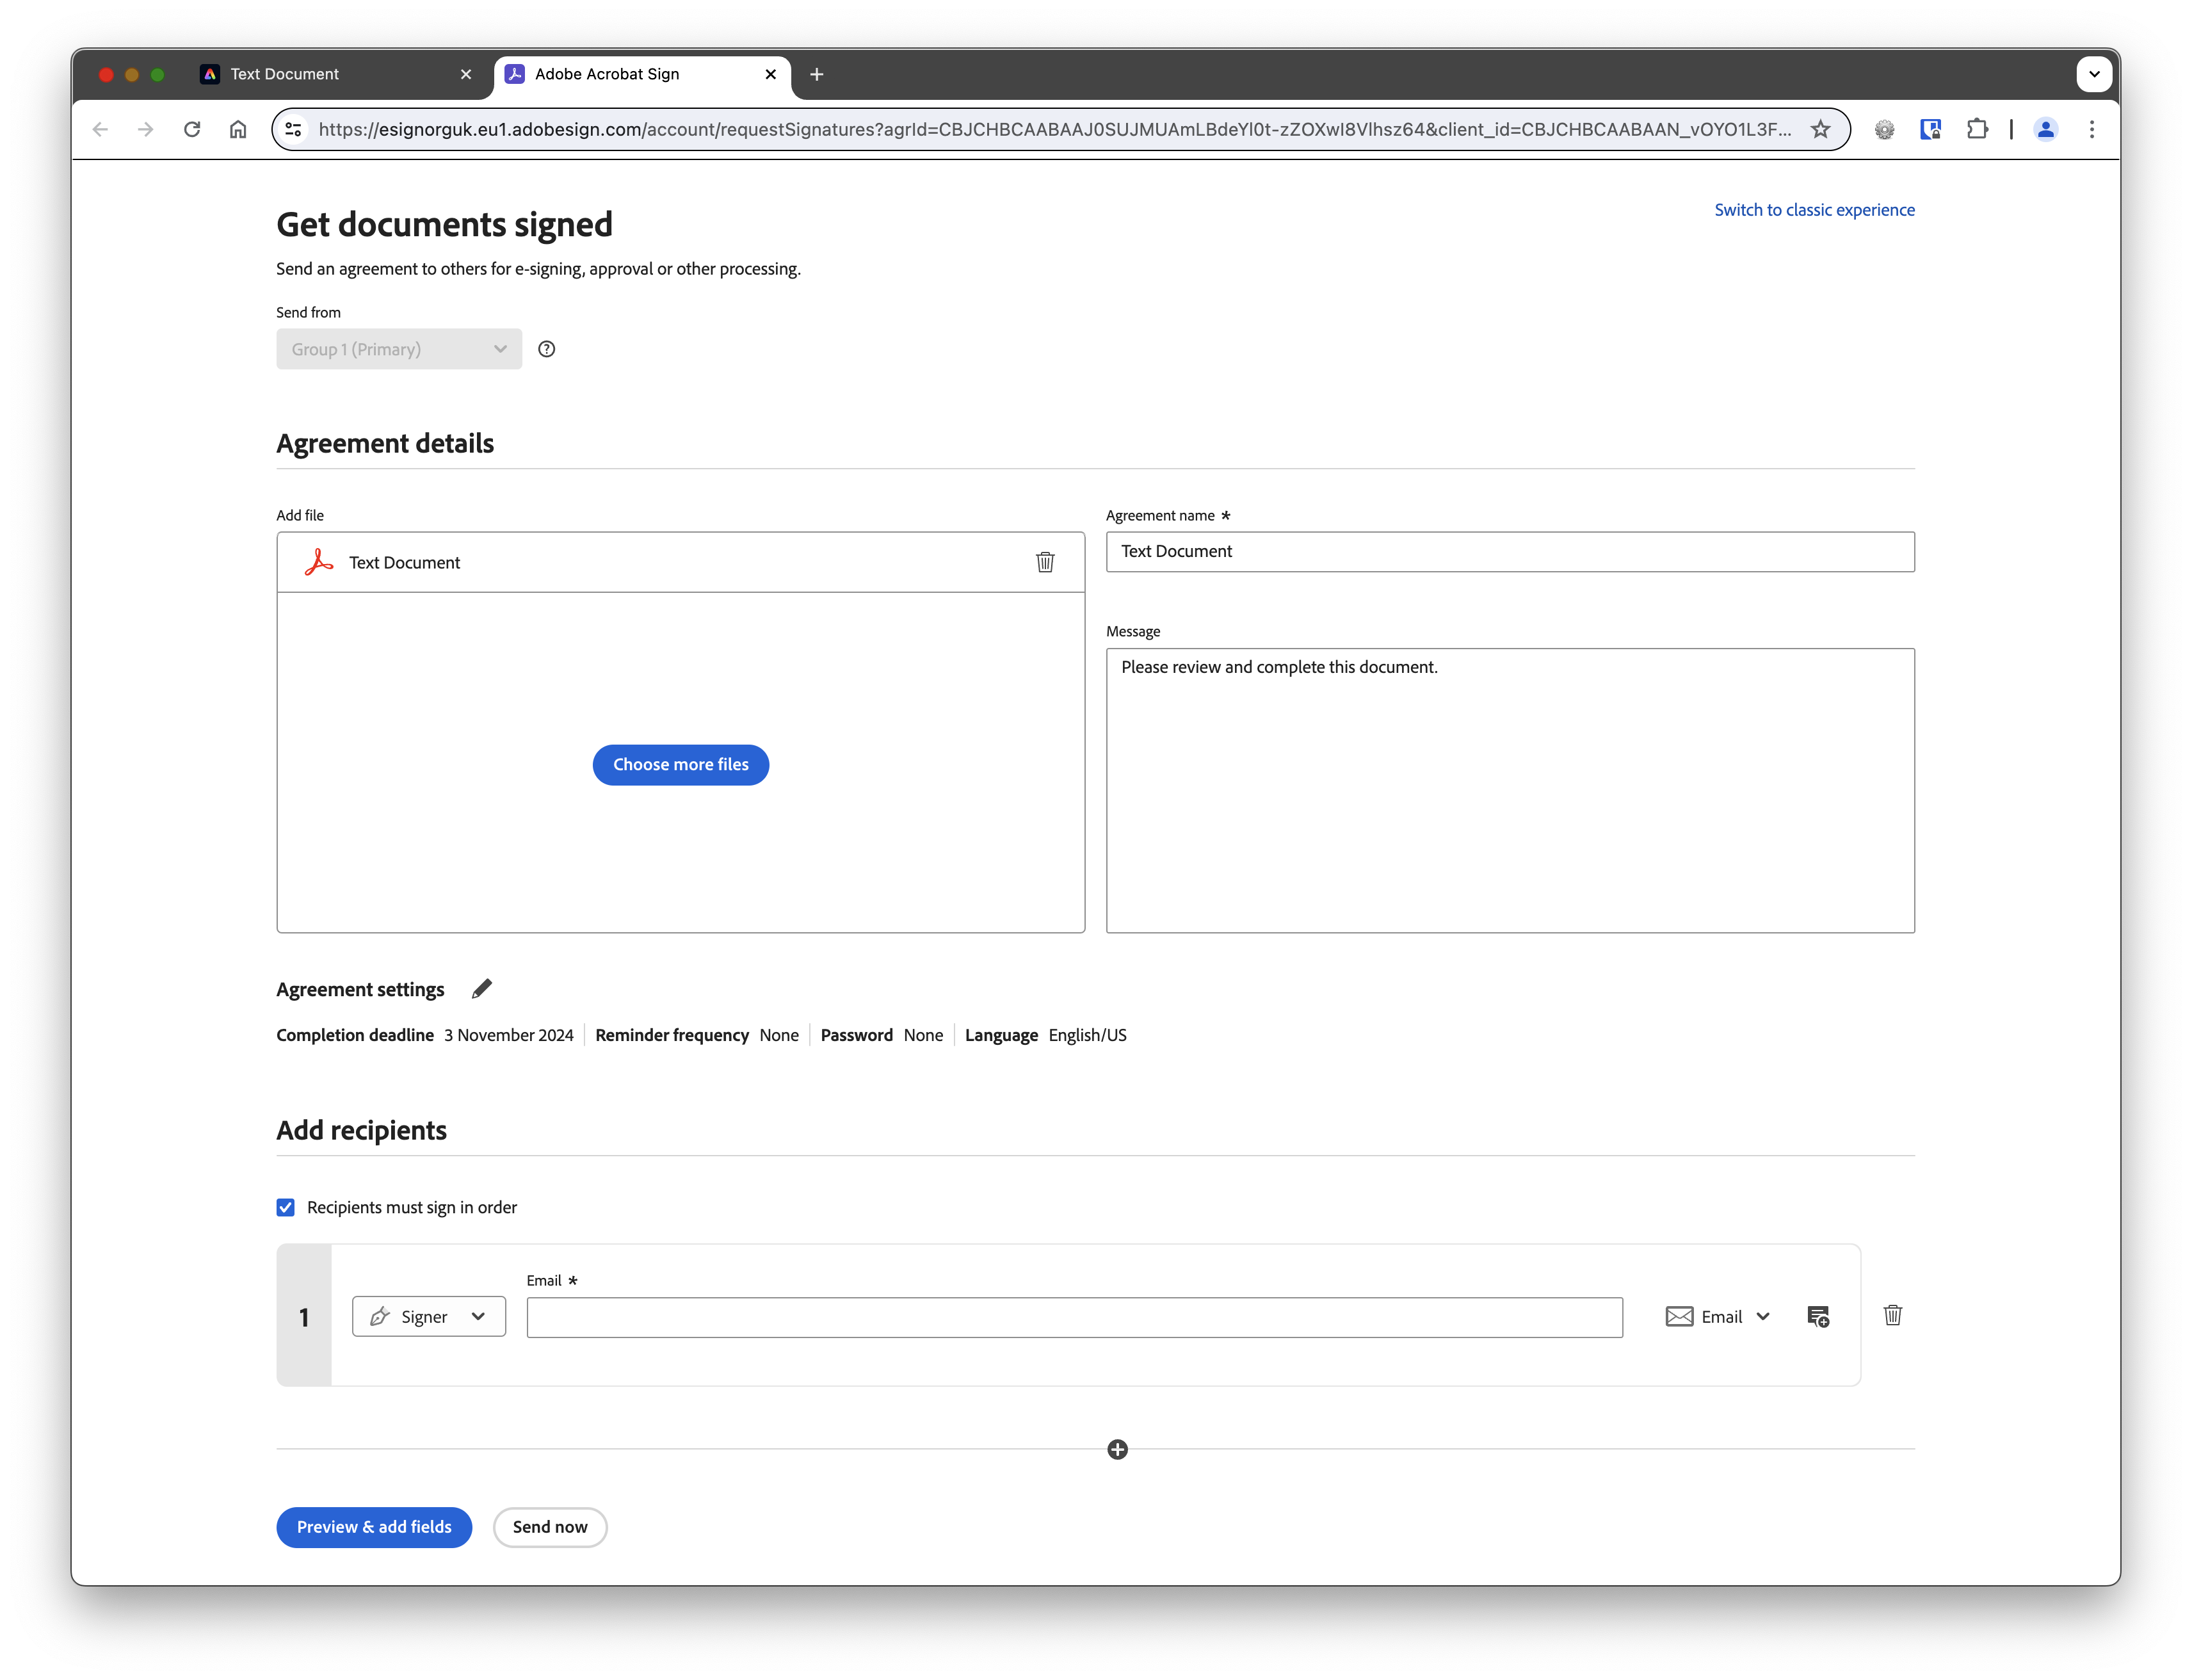 Text Document
Adobe Acrobat Sign
https://esignorguk.eu1.adobesign.com/account/requestSignatures?agrId=CBJCHBCAABAAJ0SUJMUAmLBdeYl0t-zZOXwI8Vlhsz64&client_id=CBJCHBCAABAAN_vOYO1L3F...
Get documents signed
Switch to classic experience
Send an agreement to others for e-signing, approval or other processing.
Send from
Group 1 (Primary)
Agreement details
Add file
Agreement name *
Text Document
Text Document
Message
Please review and complete this document.
Choose more files
Agreement settings
Completion deadline 3 November 2024 Reminder frequency None Password None Language English/US
Add recipients
Recipients must sign in order
Email *
1 Signer Email
Preview & add fields Send now